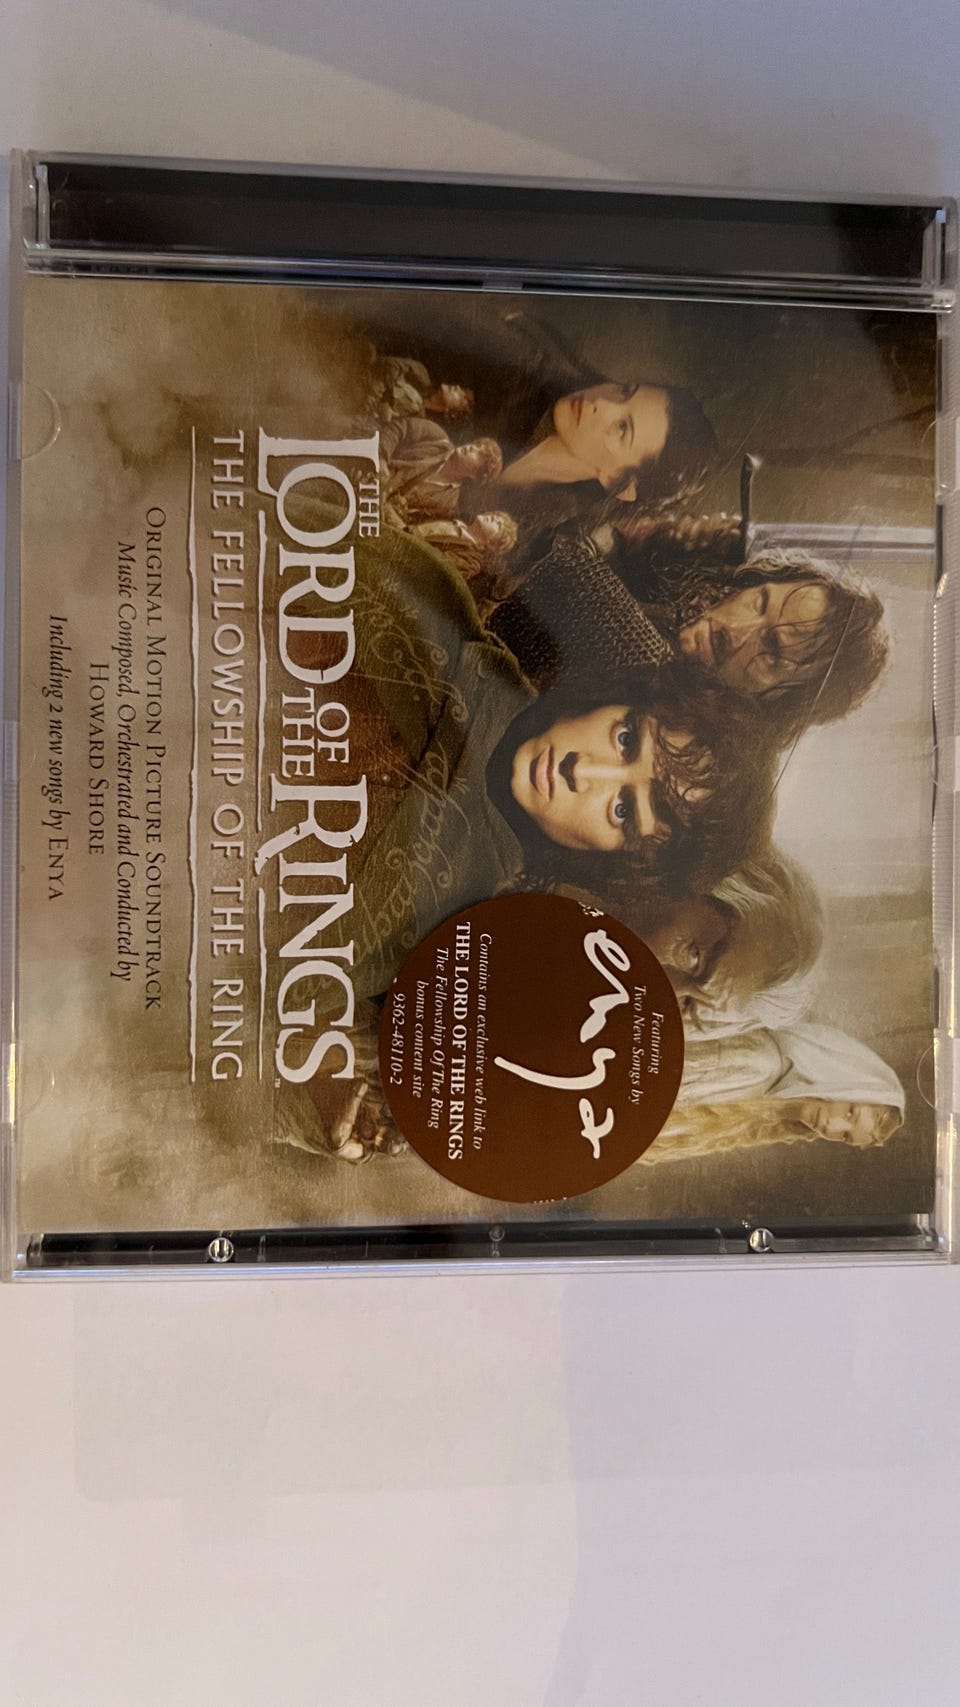 THE
LORD OF
THE RINGS™
THE FELLOWSHIP OF THE RING
ORIGINAL MOTION PICTURE SOUNDTRACK
Music Composed, Orchestrated and Conducted by
HOWARD SHORE
Including 2 new songs by ENYA
Featuring
Two New Songs by
enya
Contains an exclusive web link to
THE LORD OF THE RINGS
The Fellowship Of The Ring
bonus content site
9362-48110-2